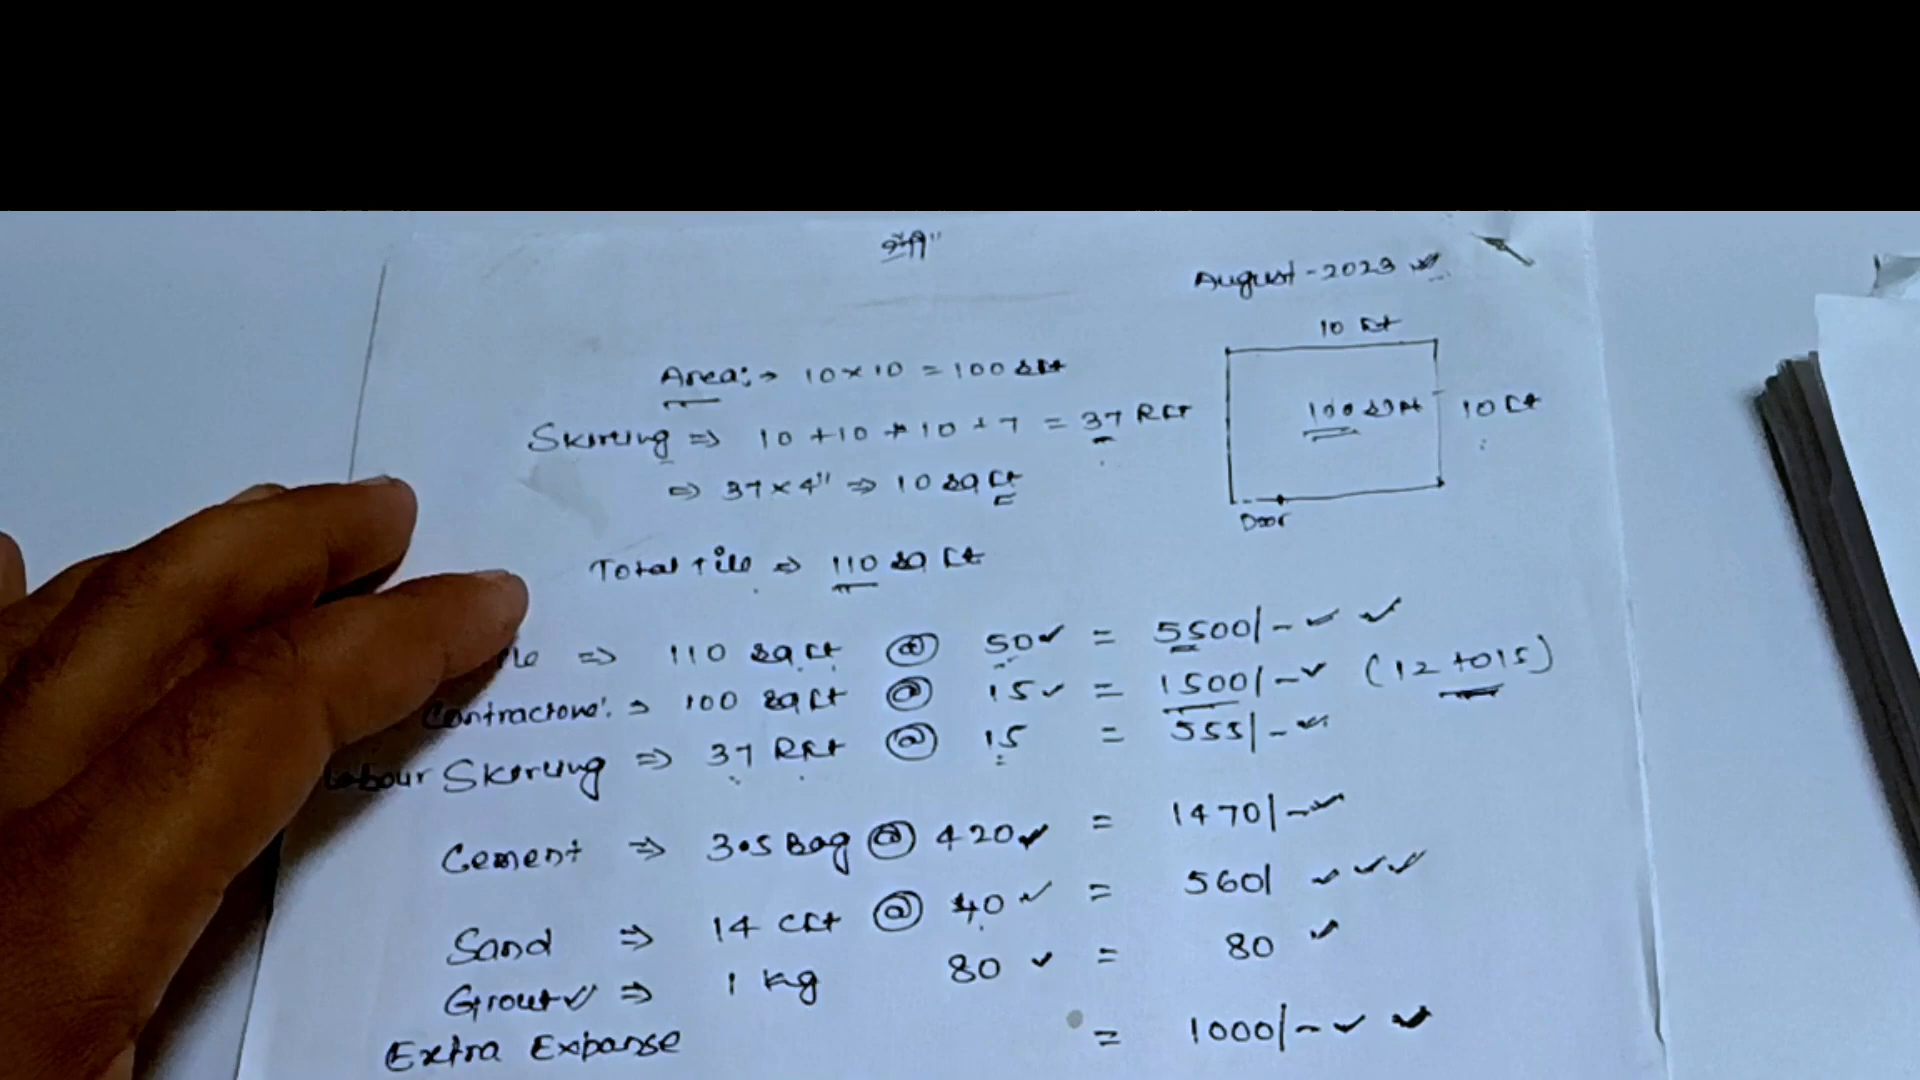 श्री"
August-2023
10 ft
Area:→ 10×10 = 100 sft
Skirting ⇒ 10+10+10+7 = 37 Rft
100 sqft 10 ft
⇒ 37×4" ⇒ 10 sq ft
Door
Total tile ⇒ 110 sq ft
⇒ 110 sq ft @ 50✓ = 5500/-✓ ✓
⇒ 100 sq ft @ 15✓ = 1500/-✓ (12 to 15)
Labour Skirting ⇒ 37 Rft @ 15 = 555/-✓
Cement ⇒ 3.5 Bag @ 420✓ = 1470/-✓
Sand ⇒ 14 cft @ 40✓ = 560/ ✓✓✓
Grout✓ ⇒ 1 kg 80✓ = 80 ✓
Extra Expanse = 1000/-✓ ✓